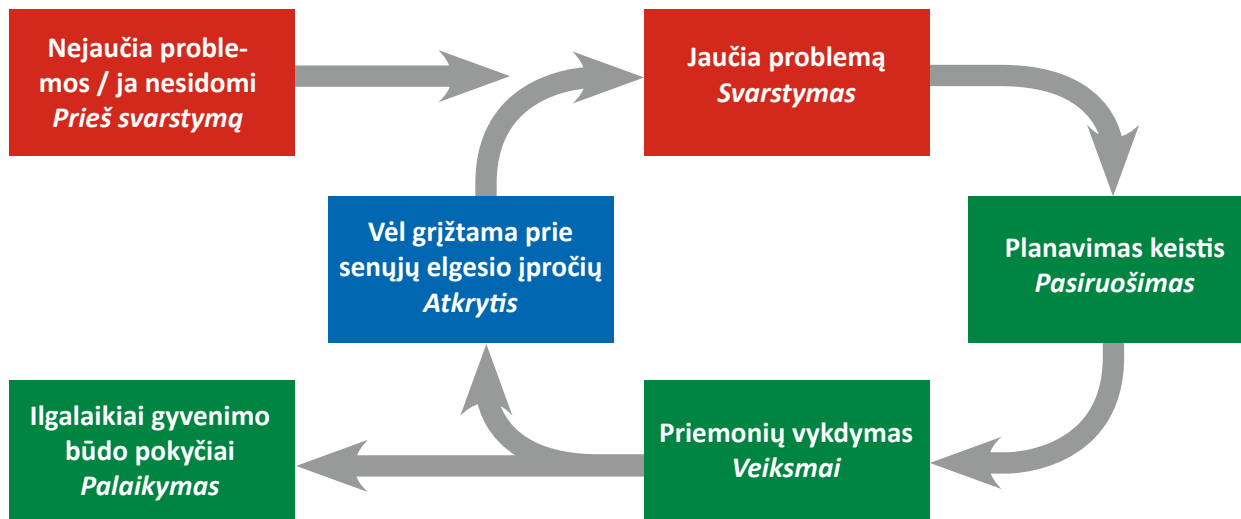 Nejaučia proble-
mos / ja nesidomi
Prieš svarstymą
Jaučia problemą
Svarstymas
Vėl grįžtama prie
senųjų elgesio įpročių
Atkrytis
Planavimas keistis
Pasiruošimas
Ilgalaikiai gyvenimo
būdo pokyčiai
Palaikymas
Priemonių vykdymas
Veiksmai